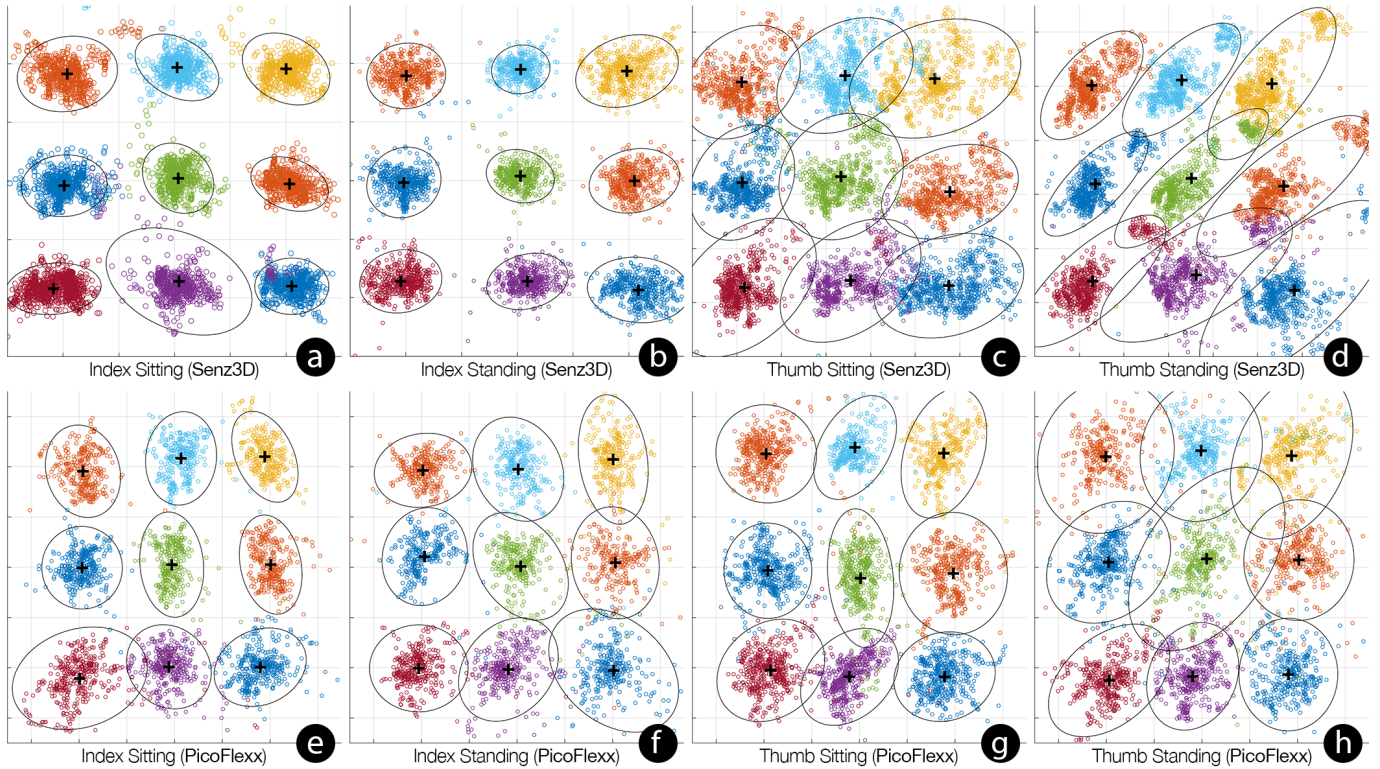 a
Index Sitting (Senz3D)
b
Index Standing (Senz3D)
c
Thumb Sitting (Senz3D)
d
Thumb Standing (Senz3D)
e
Index Sitting (PicoFlexx)
f
Index Standing (PicoFlexx)
g
Thumb Sitting (PicoFlexx)
h
Thumb Standing (PicoFlexx)